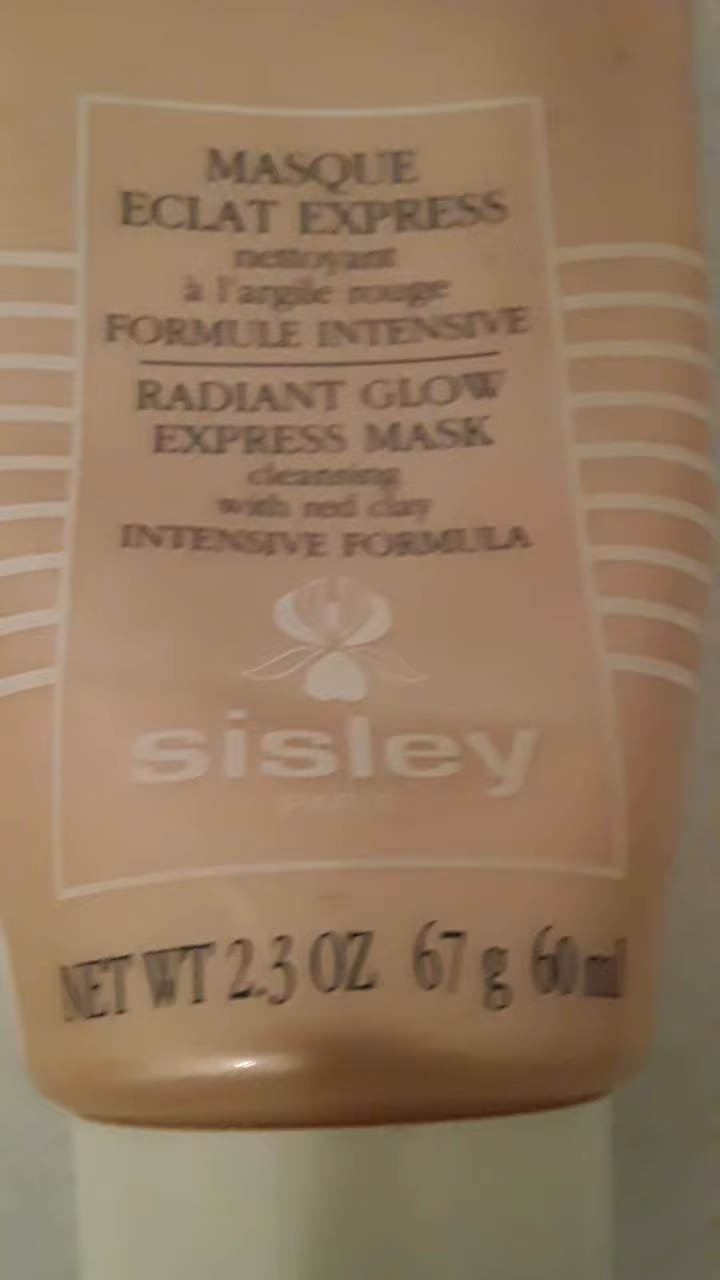 MASQUE
ECLAT EXPRESS
nettoyant
à l'argile rouge
FORMULE INTENSIVE
RADIANT GLOW
EXPRESS MASK
cleansing
with red clay
INTENSIVE FORMULA
sisley
PARIS
NET WT 2.3 OZ 67 g 60 ml